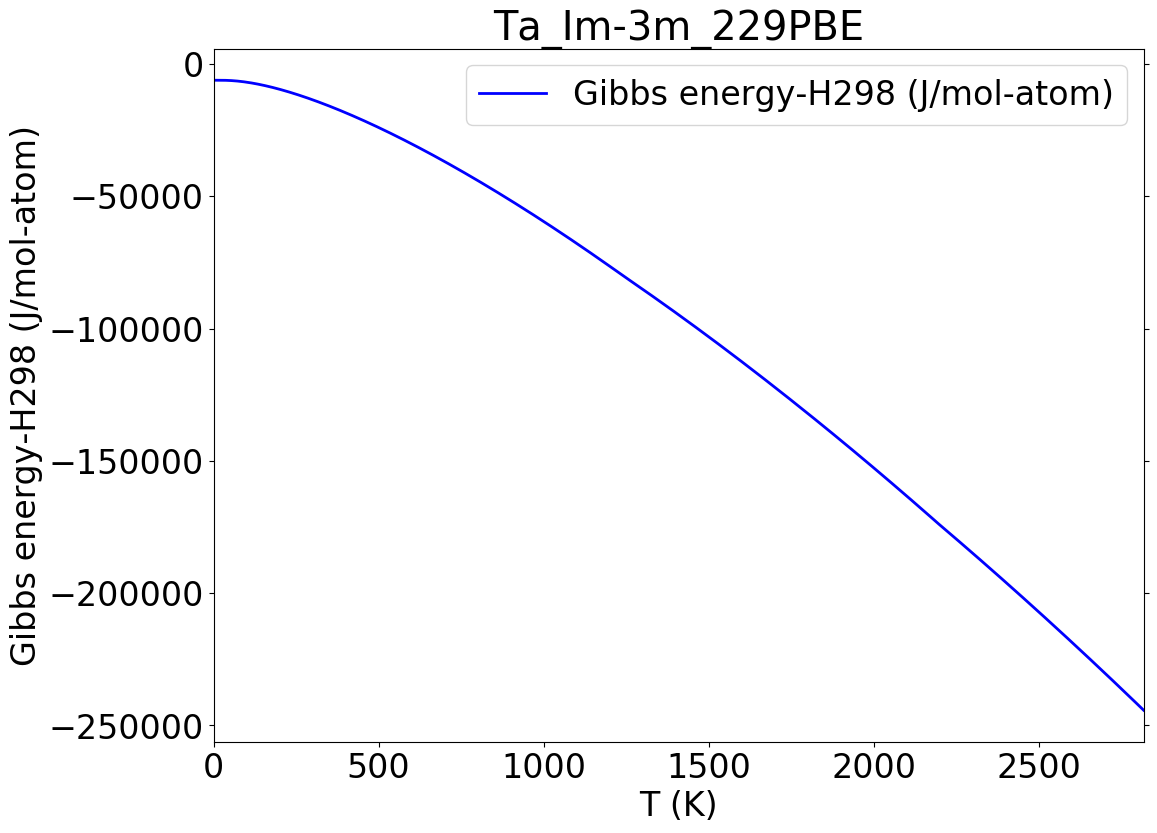 Ta_Im-3m_229PBE
Gibbs energy-H298 (J/mol-atom)
Gibbs energy-H298 (J/mol-atom)
0
−50000
−100000
−150000
−200000
−250000
0 500 1000 1500 2000 2500
T (K)